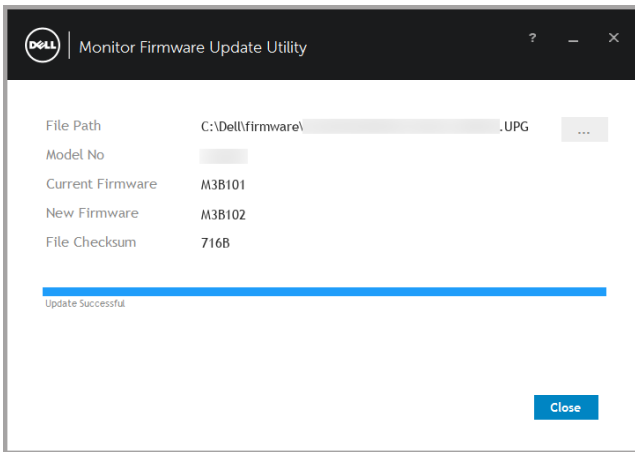 DELL Monitor Firmware Update Utility ? _ ×
File Path C:\Dell\firmware\ .UPG ...
Model No
Current Firmware M3B101
New Firmware M3B102
File Checksum 716B
Update Successful
Close